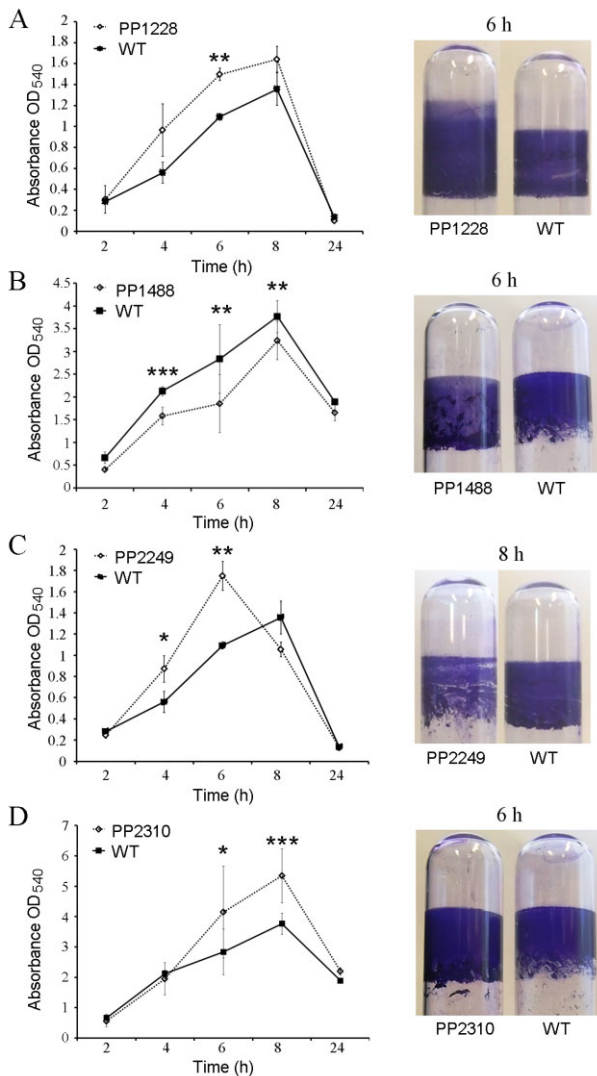 A
PP1228
WT
**
Absorbance OD540
2
1.8
1.6
1.4
1.2
1
0.8
0.6
0.4
0.2
0
2 4 6 8 24
Time (h)
6 h
PP1228 WT
B
PP1488
WT
***
**
**
Absorbance OD540
4.5
4
3.5
3
2.5
2
1.5
1
0.5
0
2 4 6 8 24
Time (h)
6 h
PP1488 WT
C
PP2249
WT
*
**
Absorbance OD540
2
1.8
1.6
1.4
1.2
1
0.8
0.6
0.4
0.2
0
2 4 6 8 24
Time (h)
8 h
PP2249 WT
D
PP2310
WT
*
***
Absorbance OD540
7
6
5
4
3
2
1
0
2 4 6 8 24
Time (h)
6 h
PP2310 WT